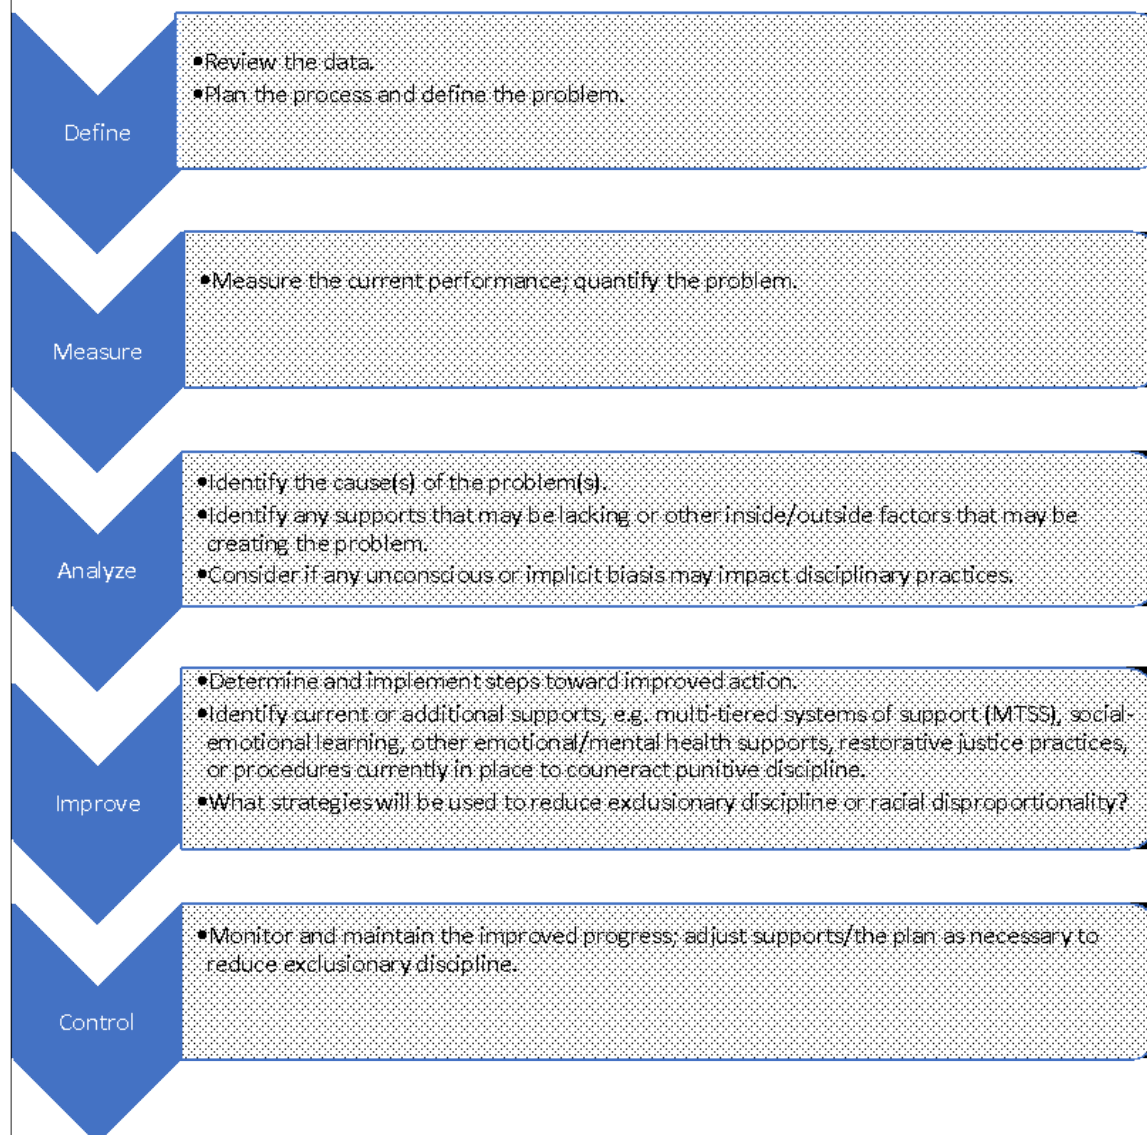 Define
•Review the data.
•Plan the process and define the problem.
Measure
•Measure the current performance; quantify the problem.
Analyze
•Identify the cause(s) of the problem(s).
•Identify any supports that may be lacking or other inside/outside factors that may be
creating the problem.
•Consider if any unconscious or implicit biasis may impact disciplinary practices.
Improve
•Determine and implement steps toward improved action.
•Identify current or additional supports, e.g. multi-tiered systems of support (MTSS), social-
emotional learning, other emotional/mental health supports, restorative justice practices,
or procedures currently in place to couneract punitive discipline.
•What strategies will be used to reduce exclusionary discipline or racial disproportionality?
Control
•Monitor and maintain the improved progress; adjust supports/the plan as necessary to
reduce exclusionary discipline.